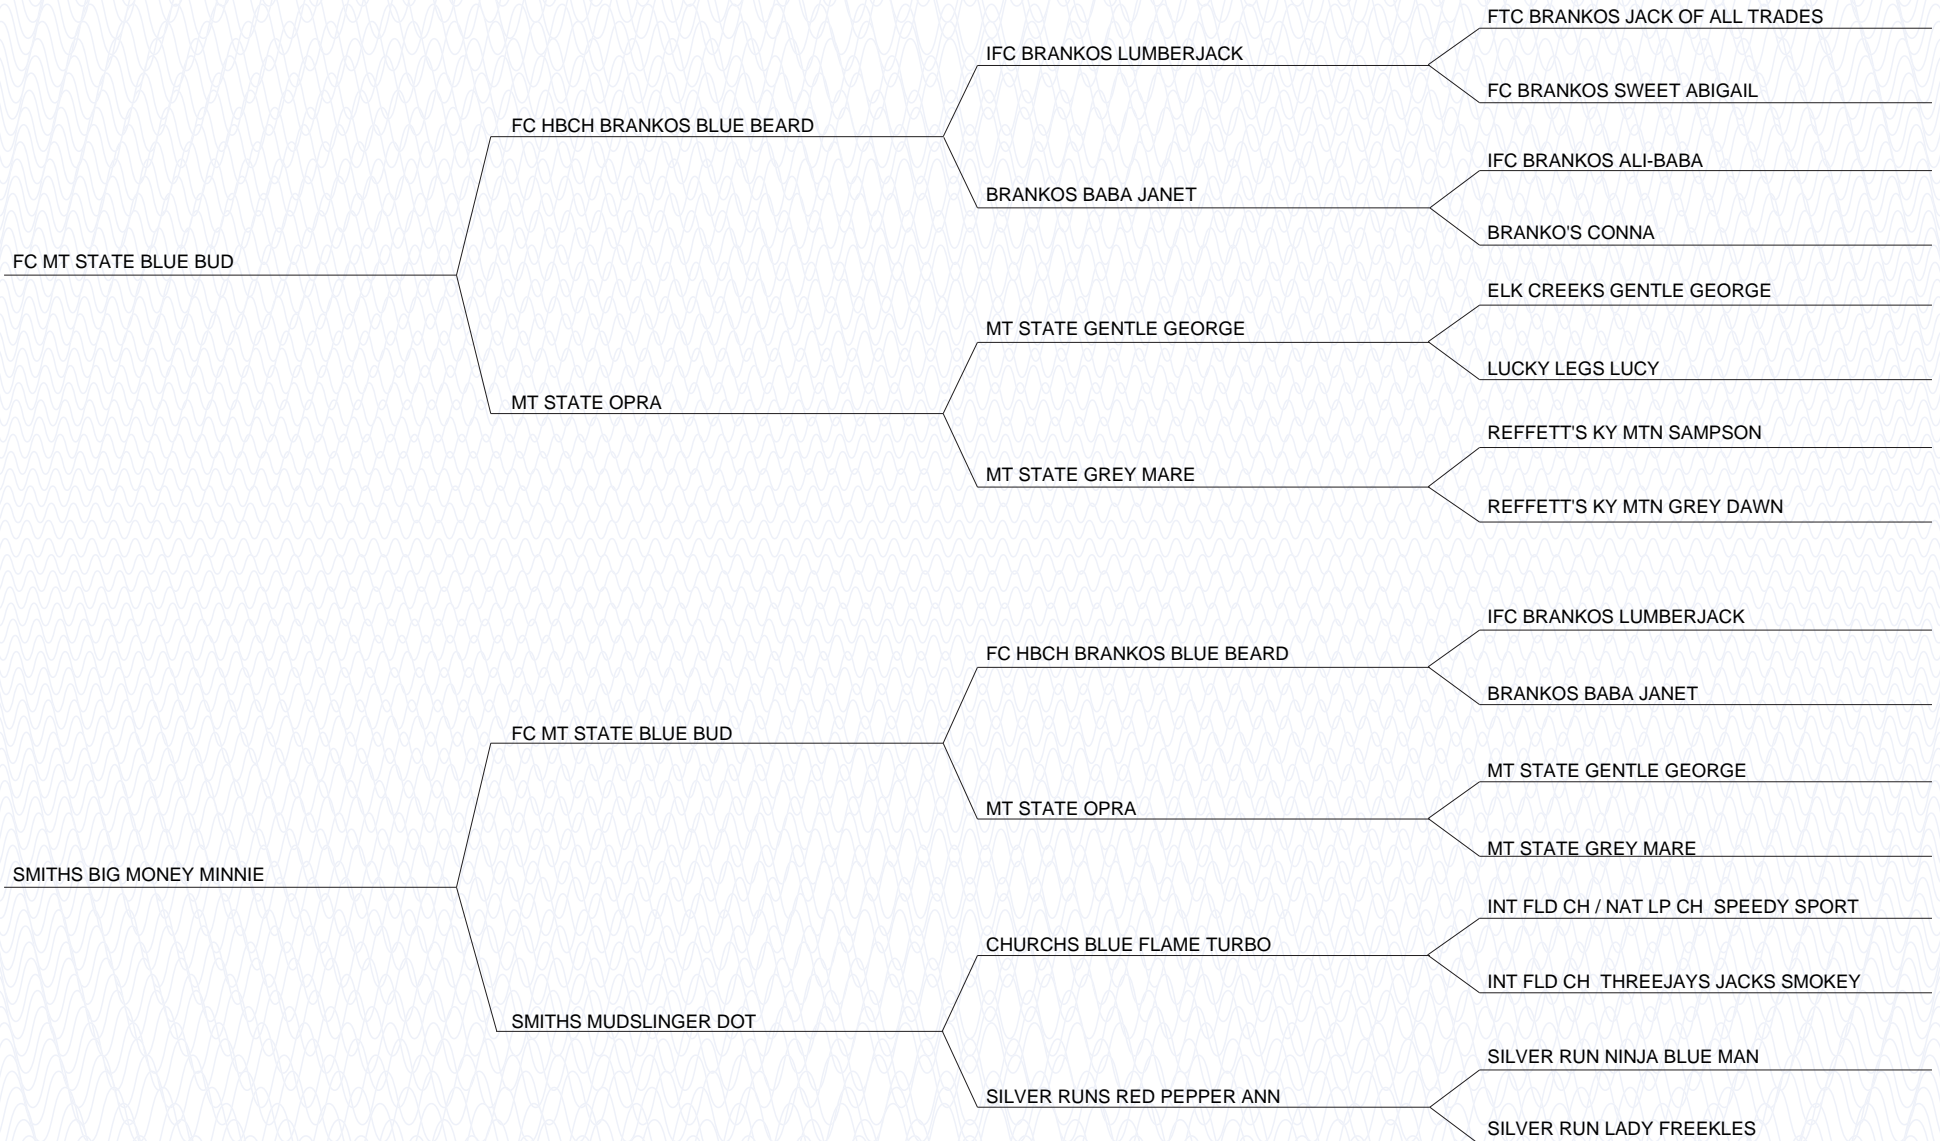 FTC BRANKOS JACK OF ALL TRADES
IFC BRANKOS LUMBERJACK
FC BRANKOS SWEET ABIGAIL
FC HBCH BRANKOS BLUE BEARD
IFC BRANKOS ALI-BABA
BRANKOS BABA JANET
BRANKO'S CONNA
FC MT STATE BLUE BUD
ELK CREEKS GENTLE GEORGE
MT STATE GENTLE GEORGE
LUCKY LEGS LUCY
MT STATE OPRA
REFFETT'S KY MTN SAMPSON
MT STATE GREY MARE
REFFETT'S KY MTN GREY DAWN
IFC BRANKOS LUMBERJACK
FC HBCH BRANKOS BLUE BEARD
BRANKOS BABA JANET
FC MT STATE BLUE BUD
MT STATE GENTLE GEORGE
MT STATE OPRA
MT STATE GREY MARE
SMITHS BIG MONEY MINNIE
INT FLD CH / NAT LP CH  SPEEDY SPORT
CHURCHS BLUE FLAME TURBO
INT FLD CH  THREEJAYS JACKS SMOKEY
SMITHS MUDSLINGER DOT
SILVER RUN NINJA BLUE MAN
SILVER RUNS RED PEPPER ANN
SILVER RUN LADY FREEKLES